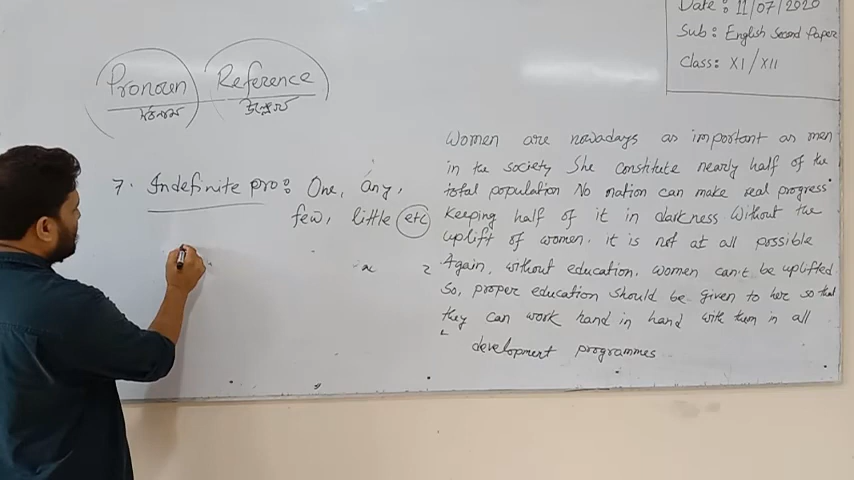 Date : 11/07/2020
Sub : English Second Paper
Class : XI / XII
Pronoun Reference
সর্বনাম
7. Indefinite pro : One, any,
few, little etc
Women are nowadays as important as men
in the society She constitute nearly half of the
total population No nation can make real progress
keeping half of it in darkness Without the
uplift of women. it is not at all possible
Again, without education, women can't be uplifted
So, proper education should be given to her so that
they can work hand in hand with them in all
development programmes